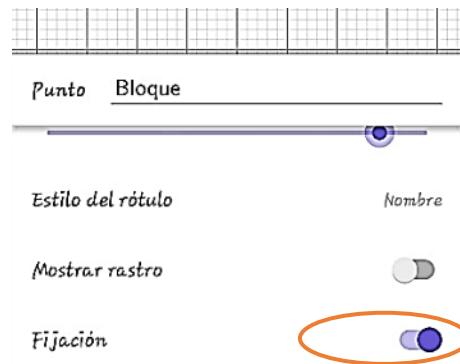 Punto Bloque
Estilo del rótulo Nombre
Mostrar rastro
Fijación